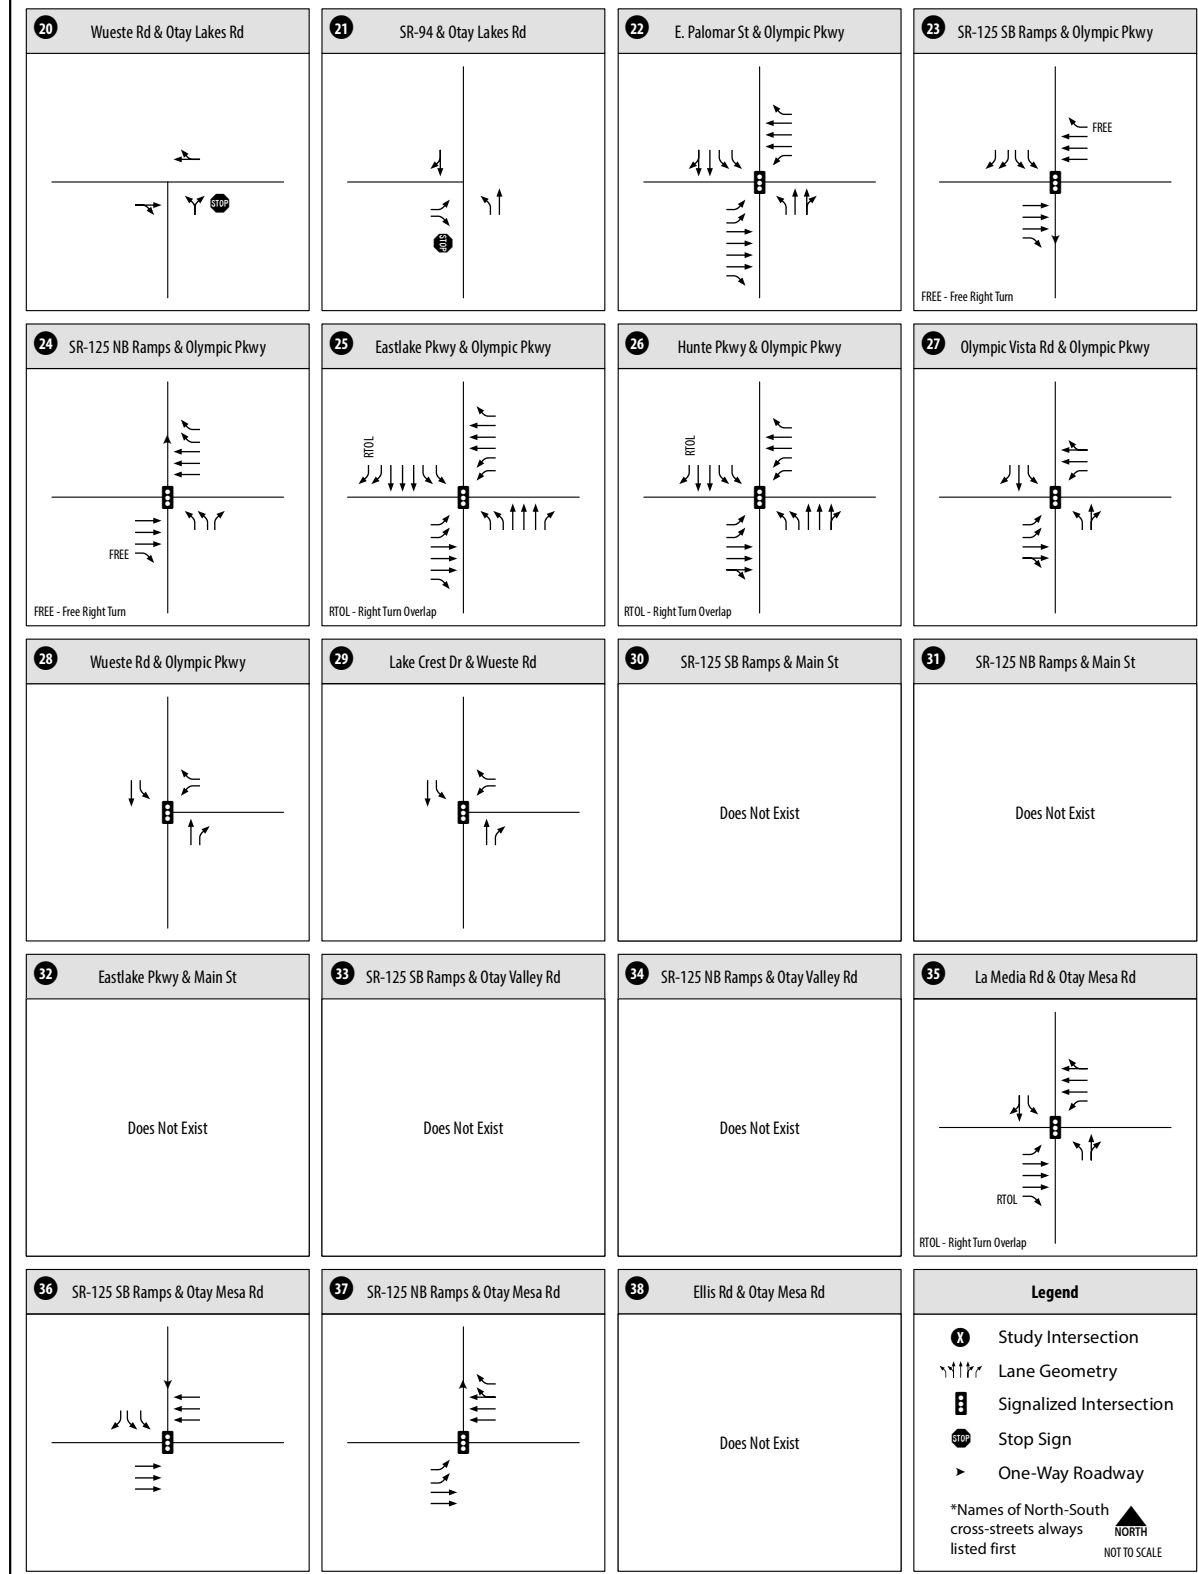 20 Wueste Rd & Otay Lakes Rd
STOP
21 SR-94 & Otay Lakes Rd
STOP
22 E. Palomar St & Olympic Pkwy
23 SR-125 SB Ramps & Olympic Pkwy
FREE
FREE - Free Right Turn
24 SR-125 NB Ramps & Olympic Pkwy
FREE
FREE - Free Right Turn
25 Eastlake Pkwy & Olympic Pkwy
RTOL
RTOL - Right Turn Overlap
26 Hunte Pkwy & Olympic Pkwy
RTOL
RTOL - Right Turn Overlap
27 Olympic Vista Rd & Olympic Pkwy
28 Wueste Rd & Olympic Pkwy
29 Lake Crest Dr & Wueste Rd
30 SR-125 SB Ramps & Main St
Does Not Exist
31 SR-125 NB Ramps & Main St
Does Not Exist
32 Eastlake Pkwy & Main St
Does Not Exist
33 SR-125 SB Ramps & Otay Valley Rd
Does Not Exist
34 SR-125 NB Ramps & Otay Valley Rd
Does Not Exist
35 La Media Rd & Otay Mesa Rd
RTOL
RTOL - Right Turn Overlap
36 SR-125 SB Ramps & Otay Mesa Rd
37 SR-125 NB Ramps & Otay Mesa Rd
38 Ellis Rd & Otay Mesa Rd
Does Not Exist
Legend
X Study Intersection
Lane Geometry
Signalized Intersection
STOP Stop Sign
One-Way Roadway
*Names of North-South
cross-streets always
listed first
NORTH
NOT TO SCALE